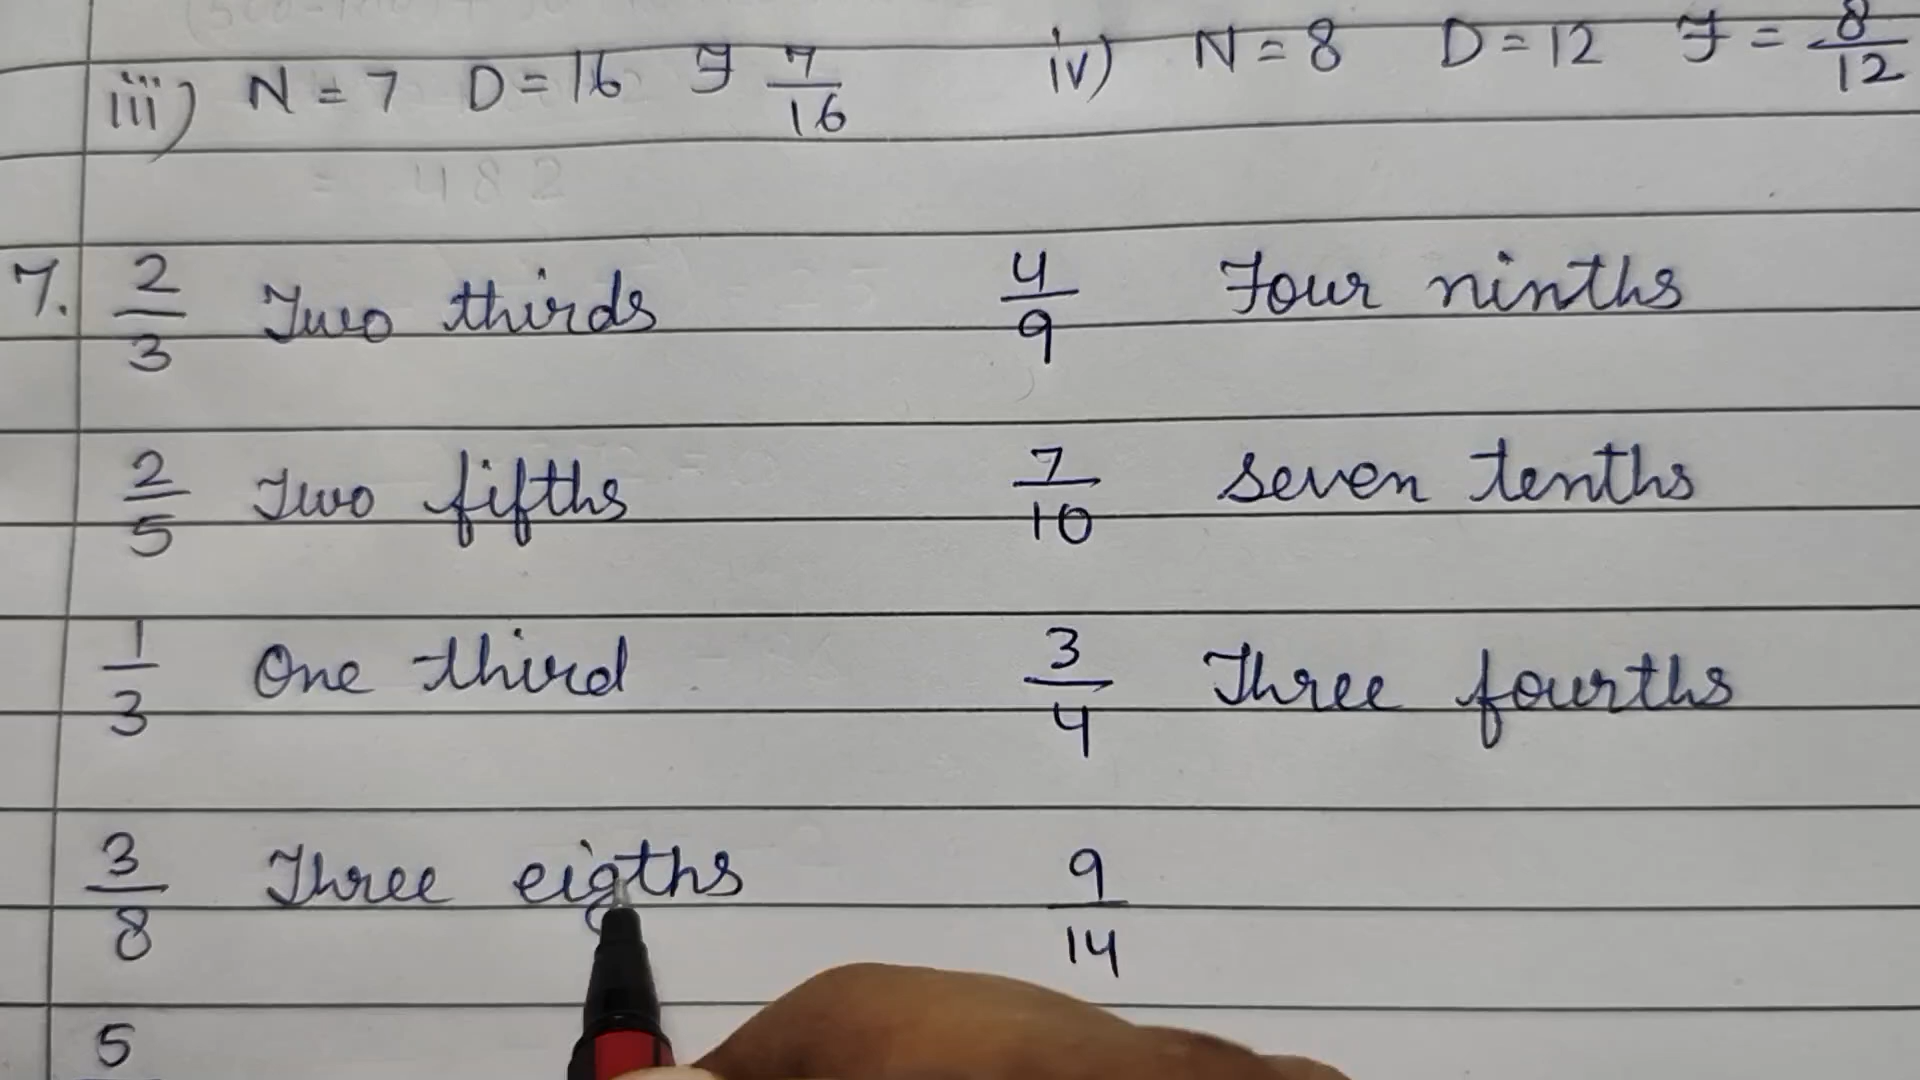 iii) N = 7 D = 16 F 7/16 iv) N = 8 D = 12 F = 8/12
= 482
7. 2/3 Two thirds 4/9 Four ninths
2/5 Two fifths 7/10 seven tenths
1/3 One third 3/4 Three fourths
3/8 Three eigths 9/14
5